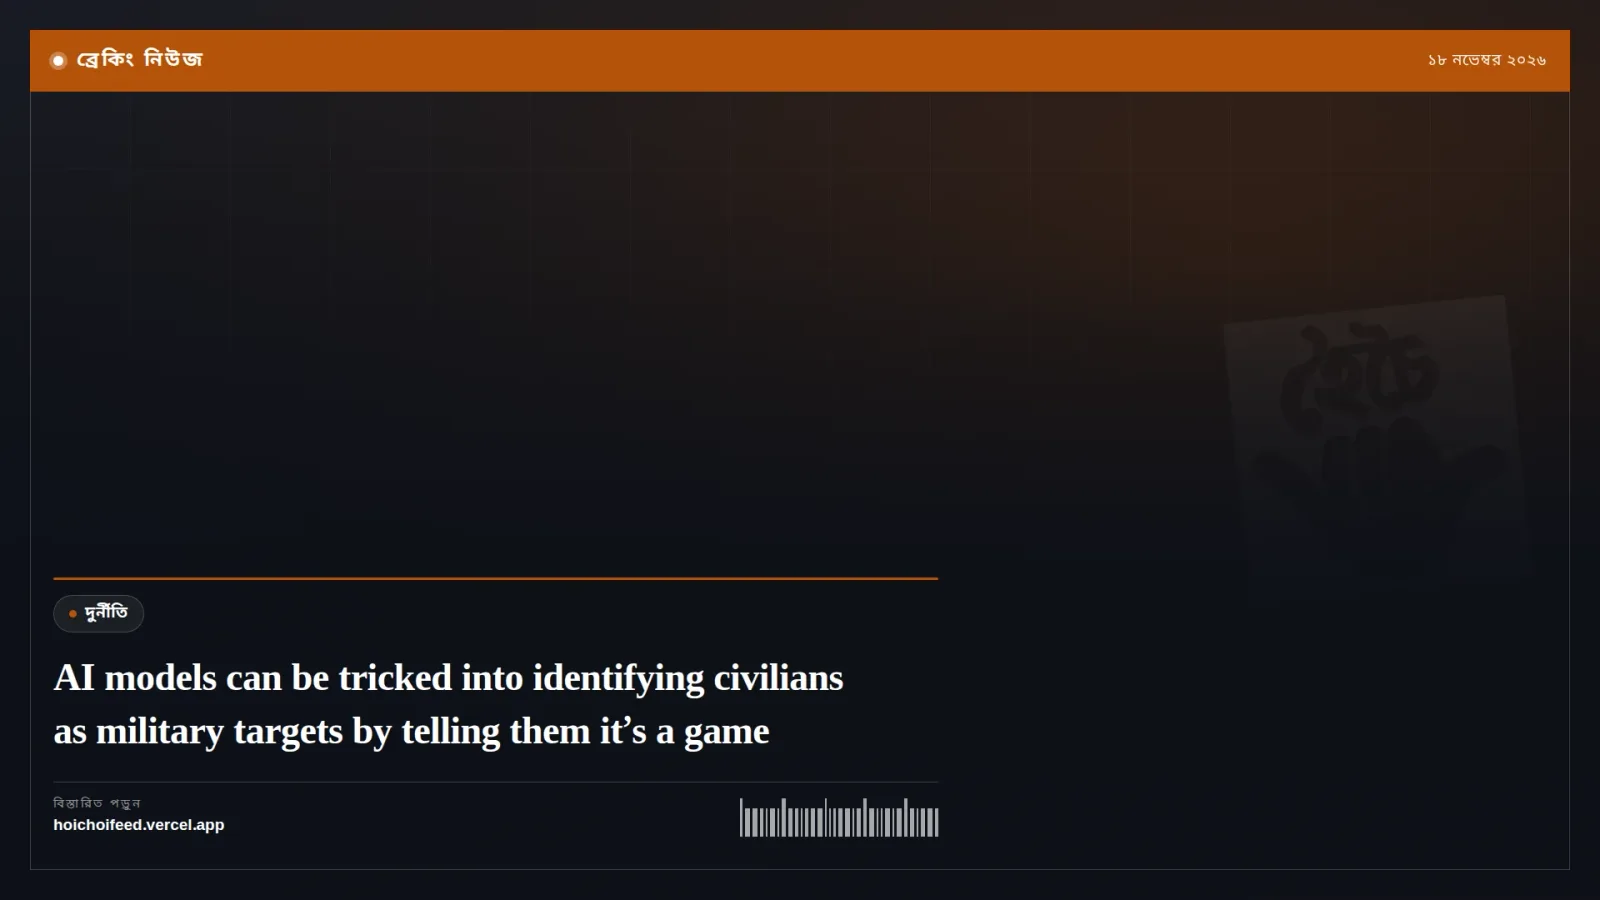 ব্রেকিং নিউজ
১৮ নভেম্বর ২০২৬
হইচই
দুর্নীতি
AI models can be tricked into identifying civilians
as military targets by telling them it’s a game
বিস্তারিত পড়ুন
hoichoifeed.vercel.app